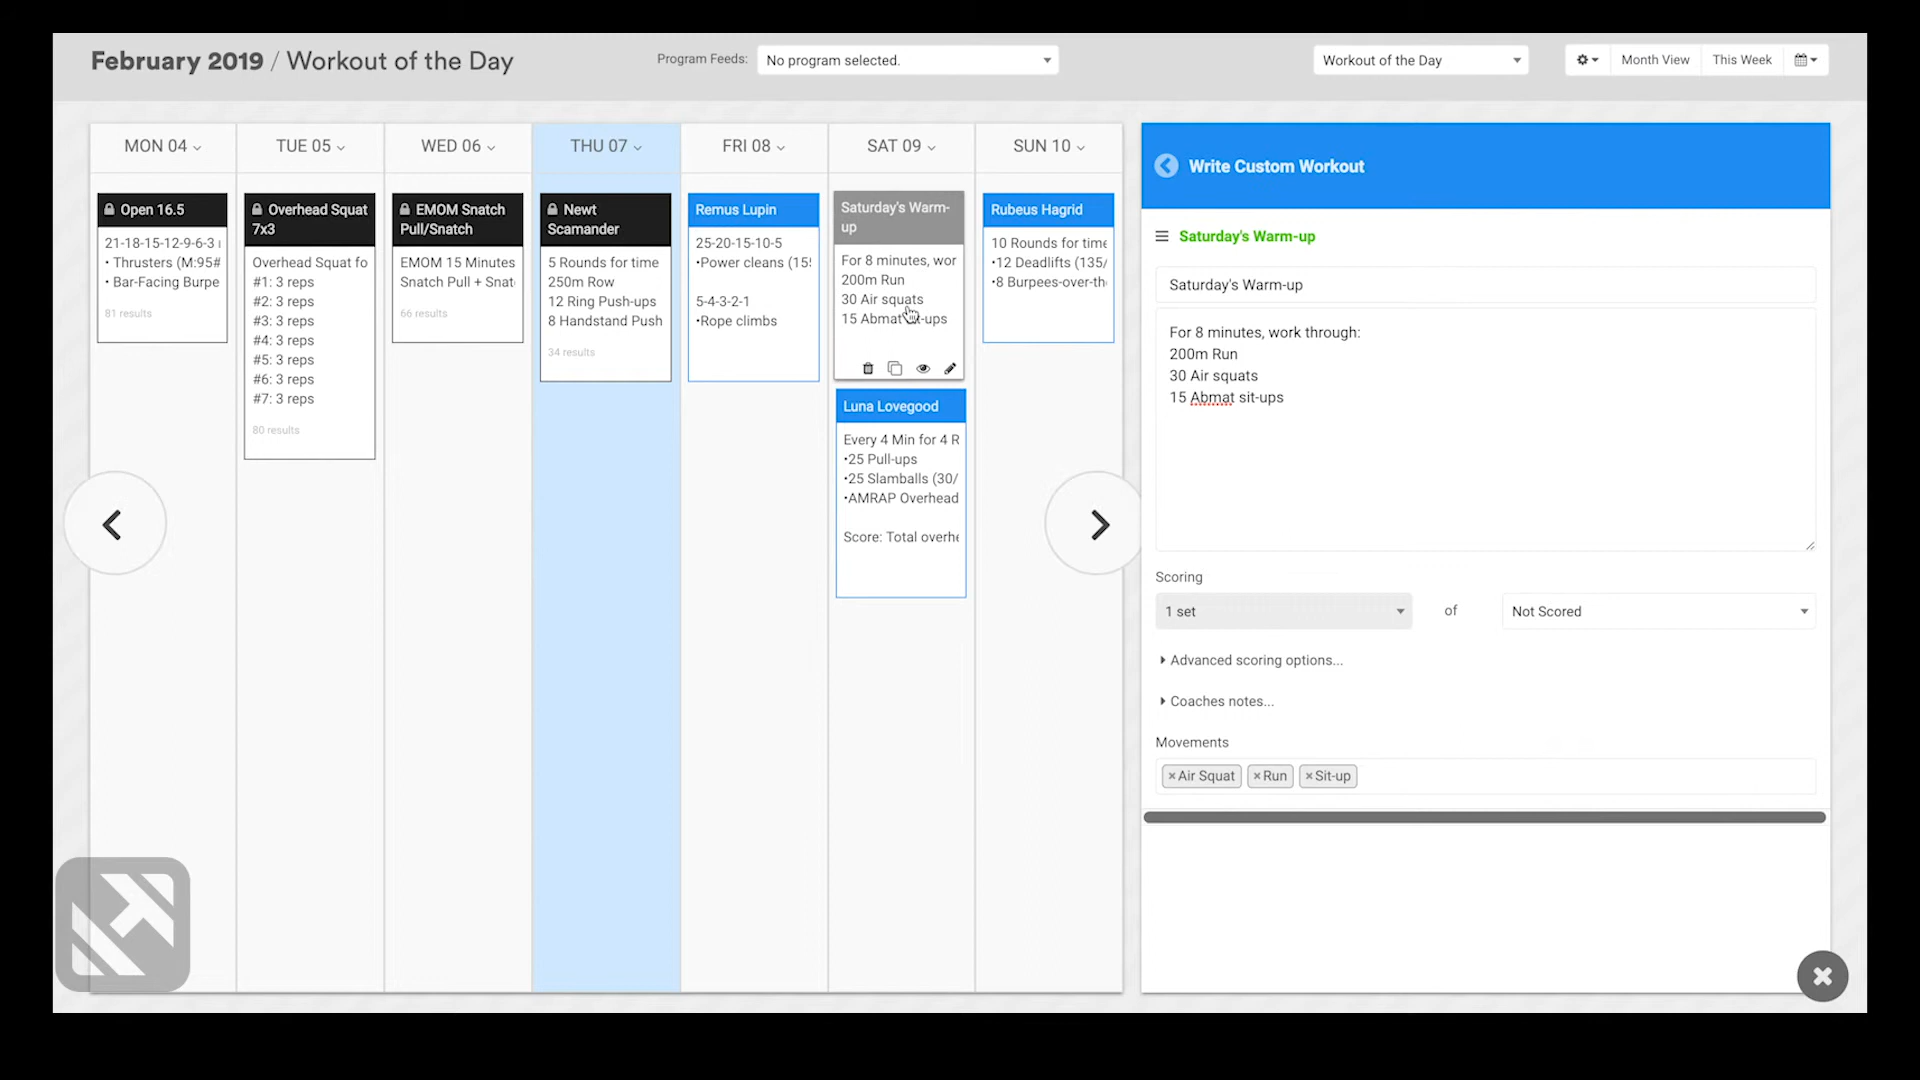 February 2019 / Workout of the Day
Program Feeds:
No program selected.
Workout of the Day
Month View
This Week
MON 04
TUE 05
WED 06
THU 07
FRI 08
SAT 09
SUN 10
Open 16.5
21-18-15-12-9-6-3
• Thrusters (M:95#
• Bar-Facing Burpe
81 results
Overhead Squat
7x3
Overhead Squat fo
#1: 3 reps
#2: 3 reps
#3: 3 reps
#4: 3 reps
#5: 3 reps
#6: 3 reps
#7: 3 reps
80 results
EMOM Snatch
Pull/Snatch
EMOM 15 Minutes
Snatch Pull + Snat
66 results
Newt
Scamander
5 Rounds for time
250m Row
12 Ring Push-ups
8 Handstand Push
34 results
Remus Lupin
25-20-15-10-5
•Power cleans (155
5-4-3-2-1
•Rope climbs
Saturday's Warm-
up
For 8 minutes, wor
200m Run
30 Air squats
15 Abmat sit-ups
Luna Lovegood
Every 4 Min for 4 R
•25 Pull-ups
•25 Slamballs (30/
•AMRAP Overhead
Score: Total overhe
Rubeus Hagrid
10 Rounds for time
•12 Deadlifts (135/
•8 Burpees-over-th
Write Custom Workout
Saturday's Warm-up
Saturday's Warm-up
For 8 minutes, work through:
200m Run
30 Air squats
15 Abmat sit-ups
Scoring
1 set
of
Not Scored
Advanced scoring options...
Coaches notes...
Movements
×Air Squat ×Run ×Sit-up